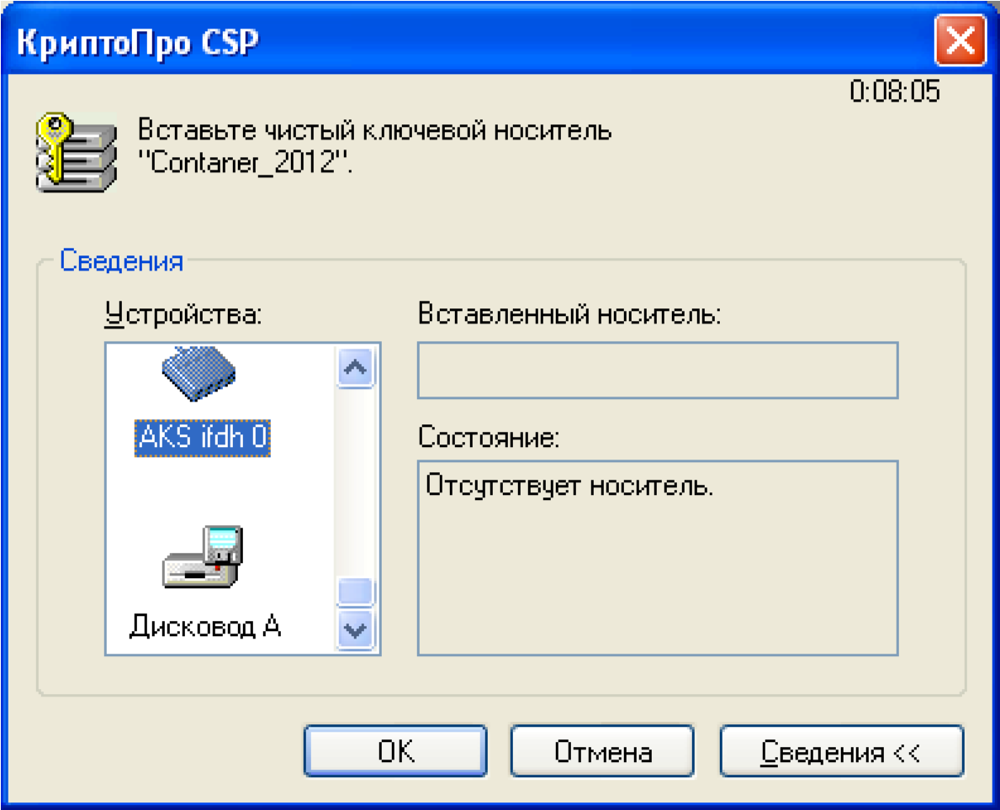 КриптоПро CSP
0:08:05
Вставьте чистый ключевой носитель
"Contaner_2012".
Сведения
Устройства:
AKS ifdh 0
Дисковод A
Вставленный носитель:
Состояние:
Отсутствует носитель.
OK
Отмена
Сведения <<